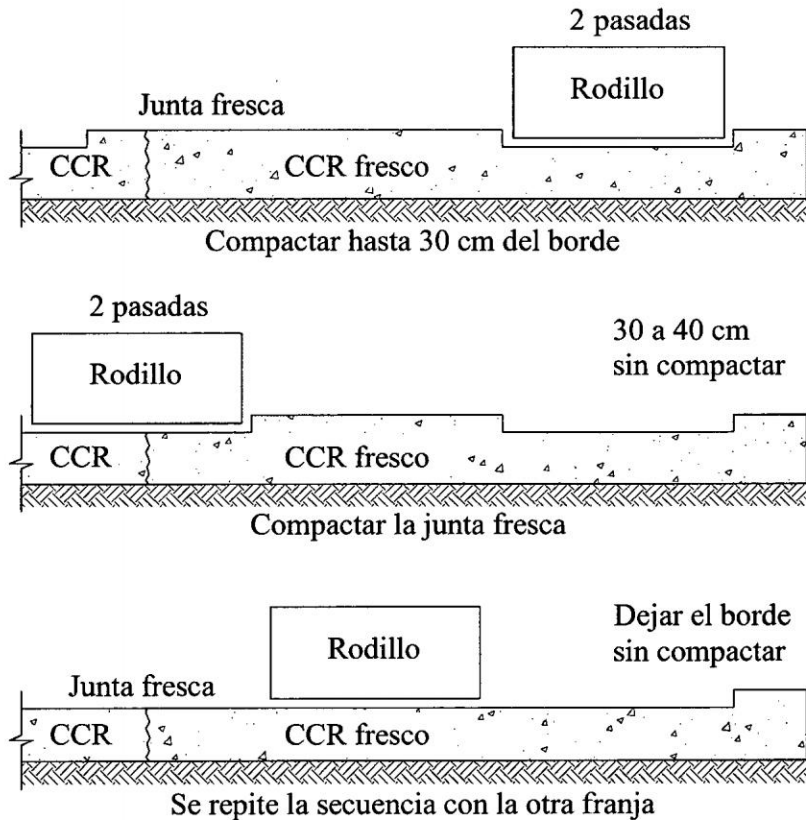 2 pasadas
Rodillo
Junta fresca
CCR
CCR fresco
Compactar hasta 30 cm del borde
2 pasadas
Rodillo
30 a 40 cm
sin compactar
CCR
CCR fresco
Compactar la junta fresca
Rodillo
Dejar el borde
sin compactar
Junta fresca
CCR
CCR fresco
Se repite la secuencia con la otra franja